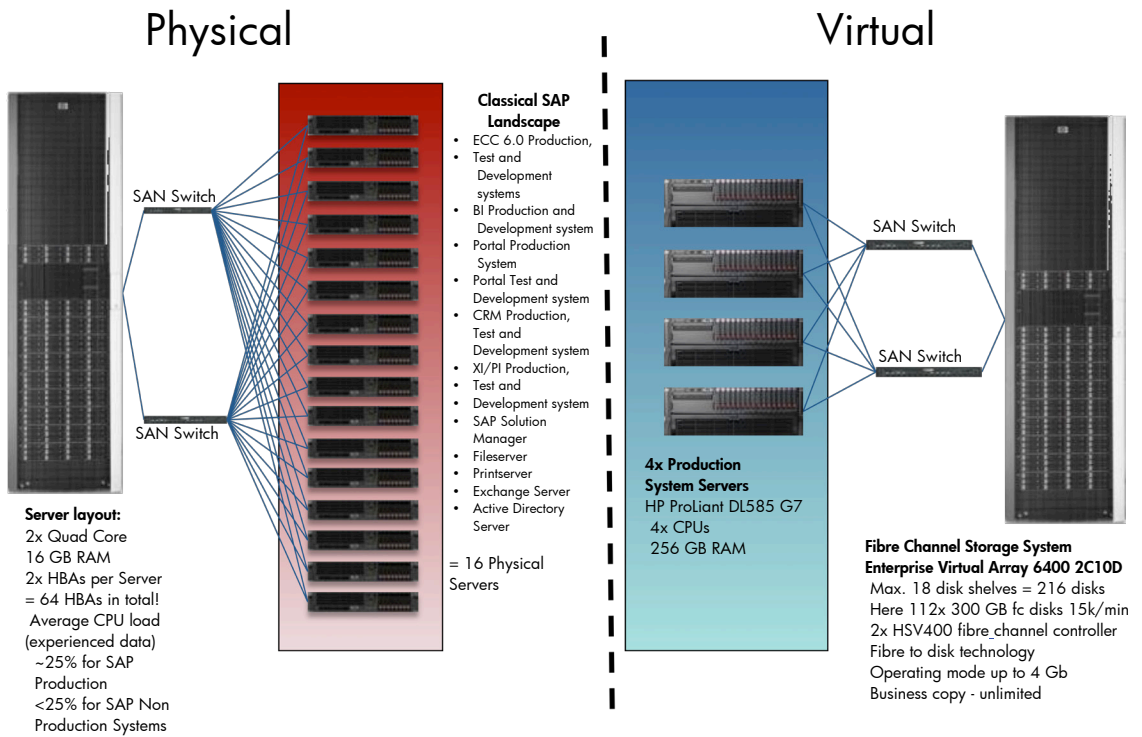 Physical
Virtual
SAN Switch
SAN Switch
Classical SAP
Landscape
• ECC 6.0 Production,
• Test and
Development
systems
• BI Production and
Development system
• Portal Production
System
• Portal Test and
Development system
• CRM Production,
Test and
Development system
• XI/PI Production,
• Test and
• Development system
• SAP Solution
Manager
• Fileserver
• Printserver
• Exchange Server
• Active Directory
Server
= 16 Physical
Servers
Server layout:
2x Quad Core
16 GB RAM
2x HBAs per Server
= 64 HBAs in total!
Average CPU load
(experienced data)
~25% for SAP
Production
<25% for SAP Non
Production Systems
SAN Switch
SAN Switch
4x Production
System Servers
HP ProLiant DL585 G7
4x CPUs
256 GB RAM
Fibre Channel Storage System
Enterprise Virtual Array 6400 2C10D
Max. 18 disk shelves = 216 disks
Here 112x 300 GB fc disks 15k/min
2x HSV400 fibre_channel controller
Fibre to disk technology
Operating mode up to 4 Gb
Business copy - unlimited